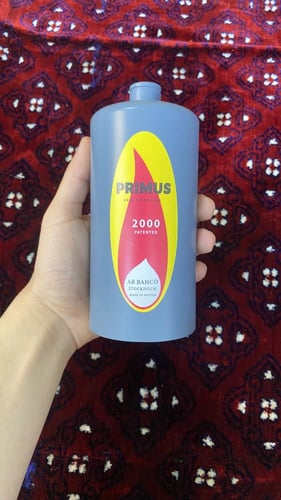 PRIMUS
2000
PATENTED
AB BAHCO
STOCKHOLM
MADE IN SWEDEN